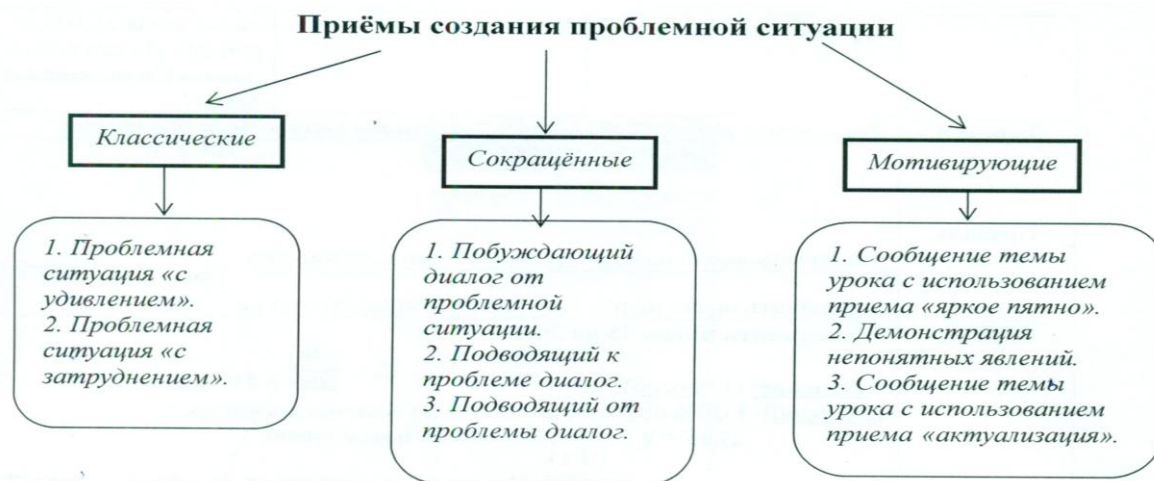 Приёмы создания проблемной ситуации
Классические
Сокращённые
Мотивирующие
1. Проблемная
ситуация «с
удивлением».
2. Проблемная
ситуация «с
затруднением».
1. Побуждающий
диалог от
проблемной
ситуации.
2. Подводящий к
проблеме диалог.
3. Подводящий от
проблемы диалог.
1. Сообщение темы
урока с использованием
приема «яркое пятно».
2. Демонстрация
непонятных явлений.
3. Сообщение темы
урока с использованием
приема «актуализация».